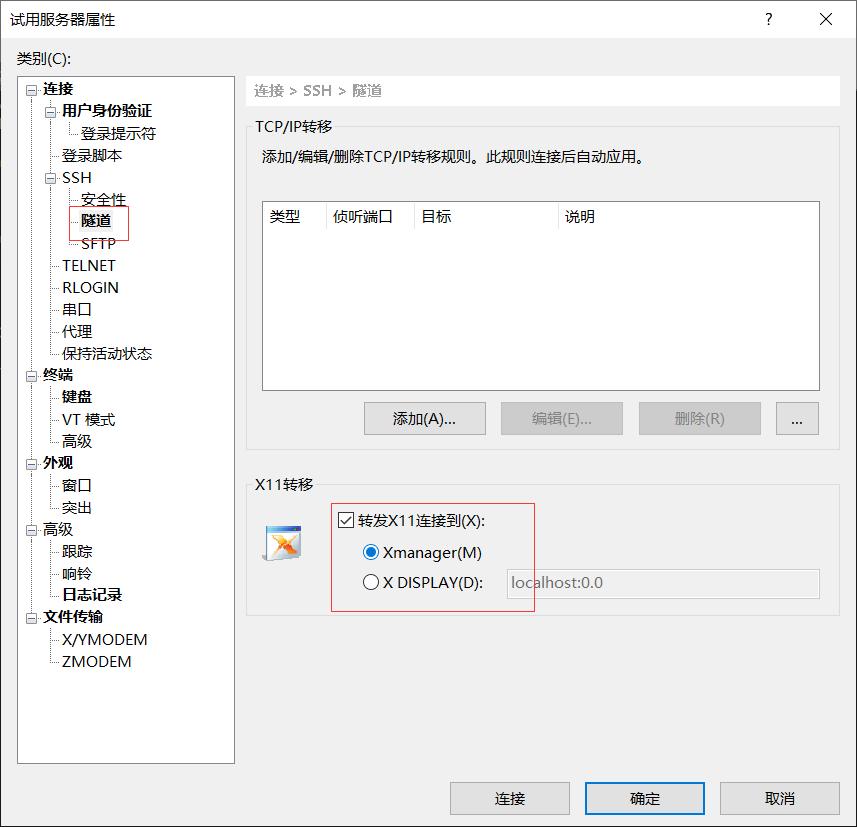 试用服务器属性
?
类别(C):
连接
用户身份验证
登录提示符
登录脚本
SSH
安全性
隧道
SFTP
TELNET
RLOGIN
串口
代理
保持活动状态
终端
键盘
VT 模式
高级
外观
窗口
突出
高级
跟踪
响铃
日志记录
文件传输
X/YMODEM
ZMODEM
连接 > SSH > 隧道
TCP/IP转移
添加/编辑/删除TCP/IP转移规则。此规则连接后自动应用。
类型 侦听端口 目标 说明
添加(A)... 编辑(E)... 删除(R) ...
X11转移
转发X11连接到(X):
Xmanager(M)
X DISPLAY(D): localhost:0.0
连接 确定 取消